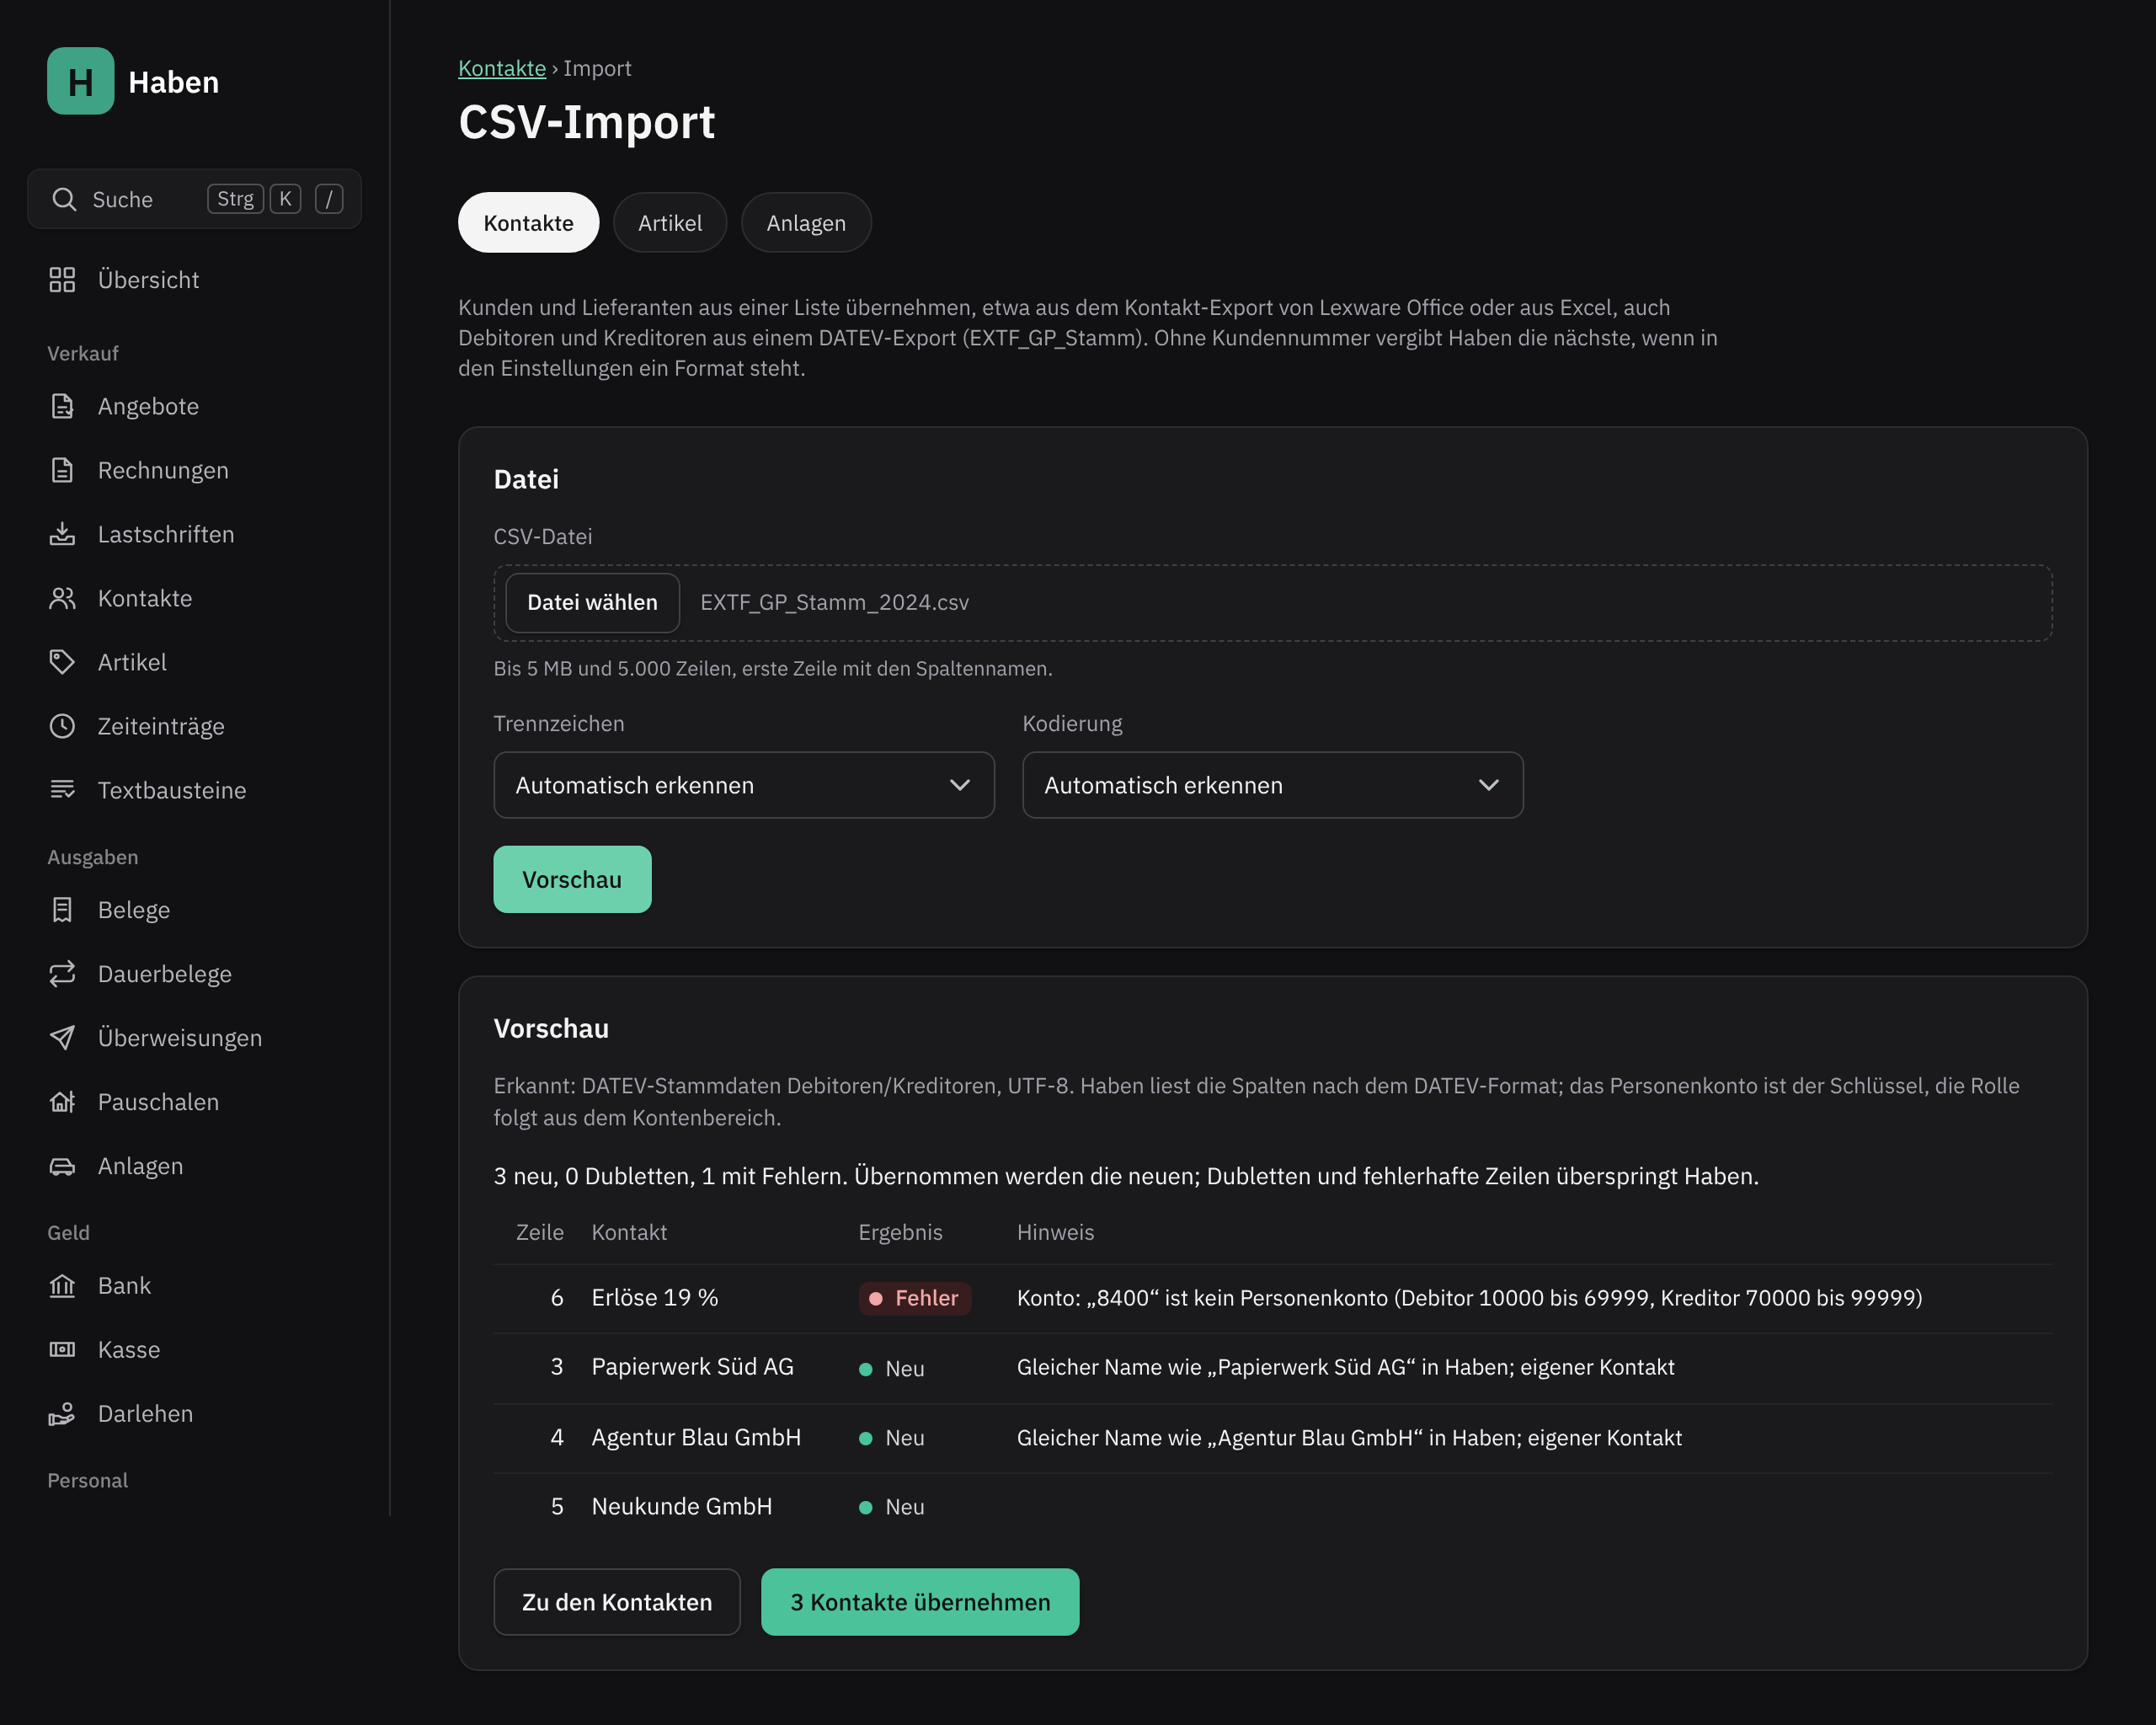 H Haben
Suche Strg K /
Übersicht
Verkauf
Angebote
Rechnungen
Lastschriften
Kontakte
Artikel
Zeiteinträge
Textbausteine
Ausgaben
Belege
Dauerbelege
Überweisungen
Pauschalen
Anlagen
Geld
Bank
Kasse
Darlehen
Personal
Kontakte › Import
CSV-Import
Kontakte Artikel Anlagen
Kunden und Lieferanten aus einer Liste übernehmen, etwa aus dem Kontakt-Export von Lexware Office oder aus Excel, auch
Debitoren und Kreditoren aus einem DATEV-Export (EXTF_GP_Stamm). Ohne Kundennummer vergibt Haben die nächste, wenn in
den Einstellungen ein Format steht.
Datei
CSV-Datei
Datei wählen EXTF_GP_Stamm_2024.csv
Bis 5 MB und 5.000 Zeilen, erste Zeile mit den Spaltennamen.
Trennzeichen Kodierung
Automatisch erkennen Automatisch erkennen
Vorschau
Vorschau
Erkannt: DATEV-Stammdaten Debitoren/Kreditoren, UTF-8. Haben liest die Spalten nach dem DATEV-Format; das Personenkonto ist der Schlüssel, die Rolle
folgt aus dem Kontenbereich.
3 neu, 0 Dubletten, 1 mit Fehlern. Übernommen werden die neuen; Dubletten und fehlerhafte Zeilen überspringt Haben.
Zeile Kontakt Ergebnis Hinweis
6 Erlöse 19 % Fehler Konto: „8400“ ist kein Personenkonto (Debitor 10000 bis 69999, Kreditor 70000 bis 99999)
3 Papierwerk Süd AG Neu Gleicher Name wie „Papierwerk Süd AG“ in Haben; eigener Kontakt
4 Agentur Blau GmbH Neu Gleicher Name wie „Agentur Blau GmbH“ in Haben; eigener Kontakt
5 Neukunde GmbH Neu
Zu den Kontakten 3 Kontakte übernehmen